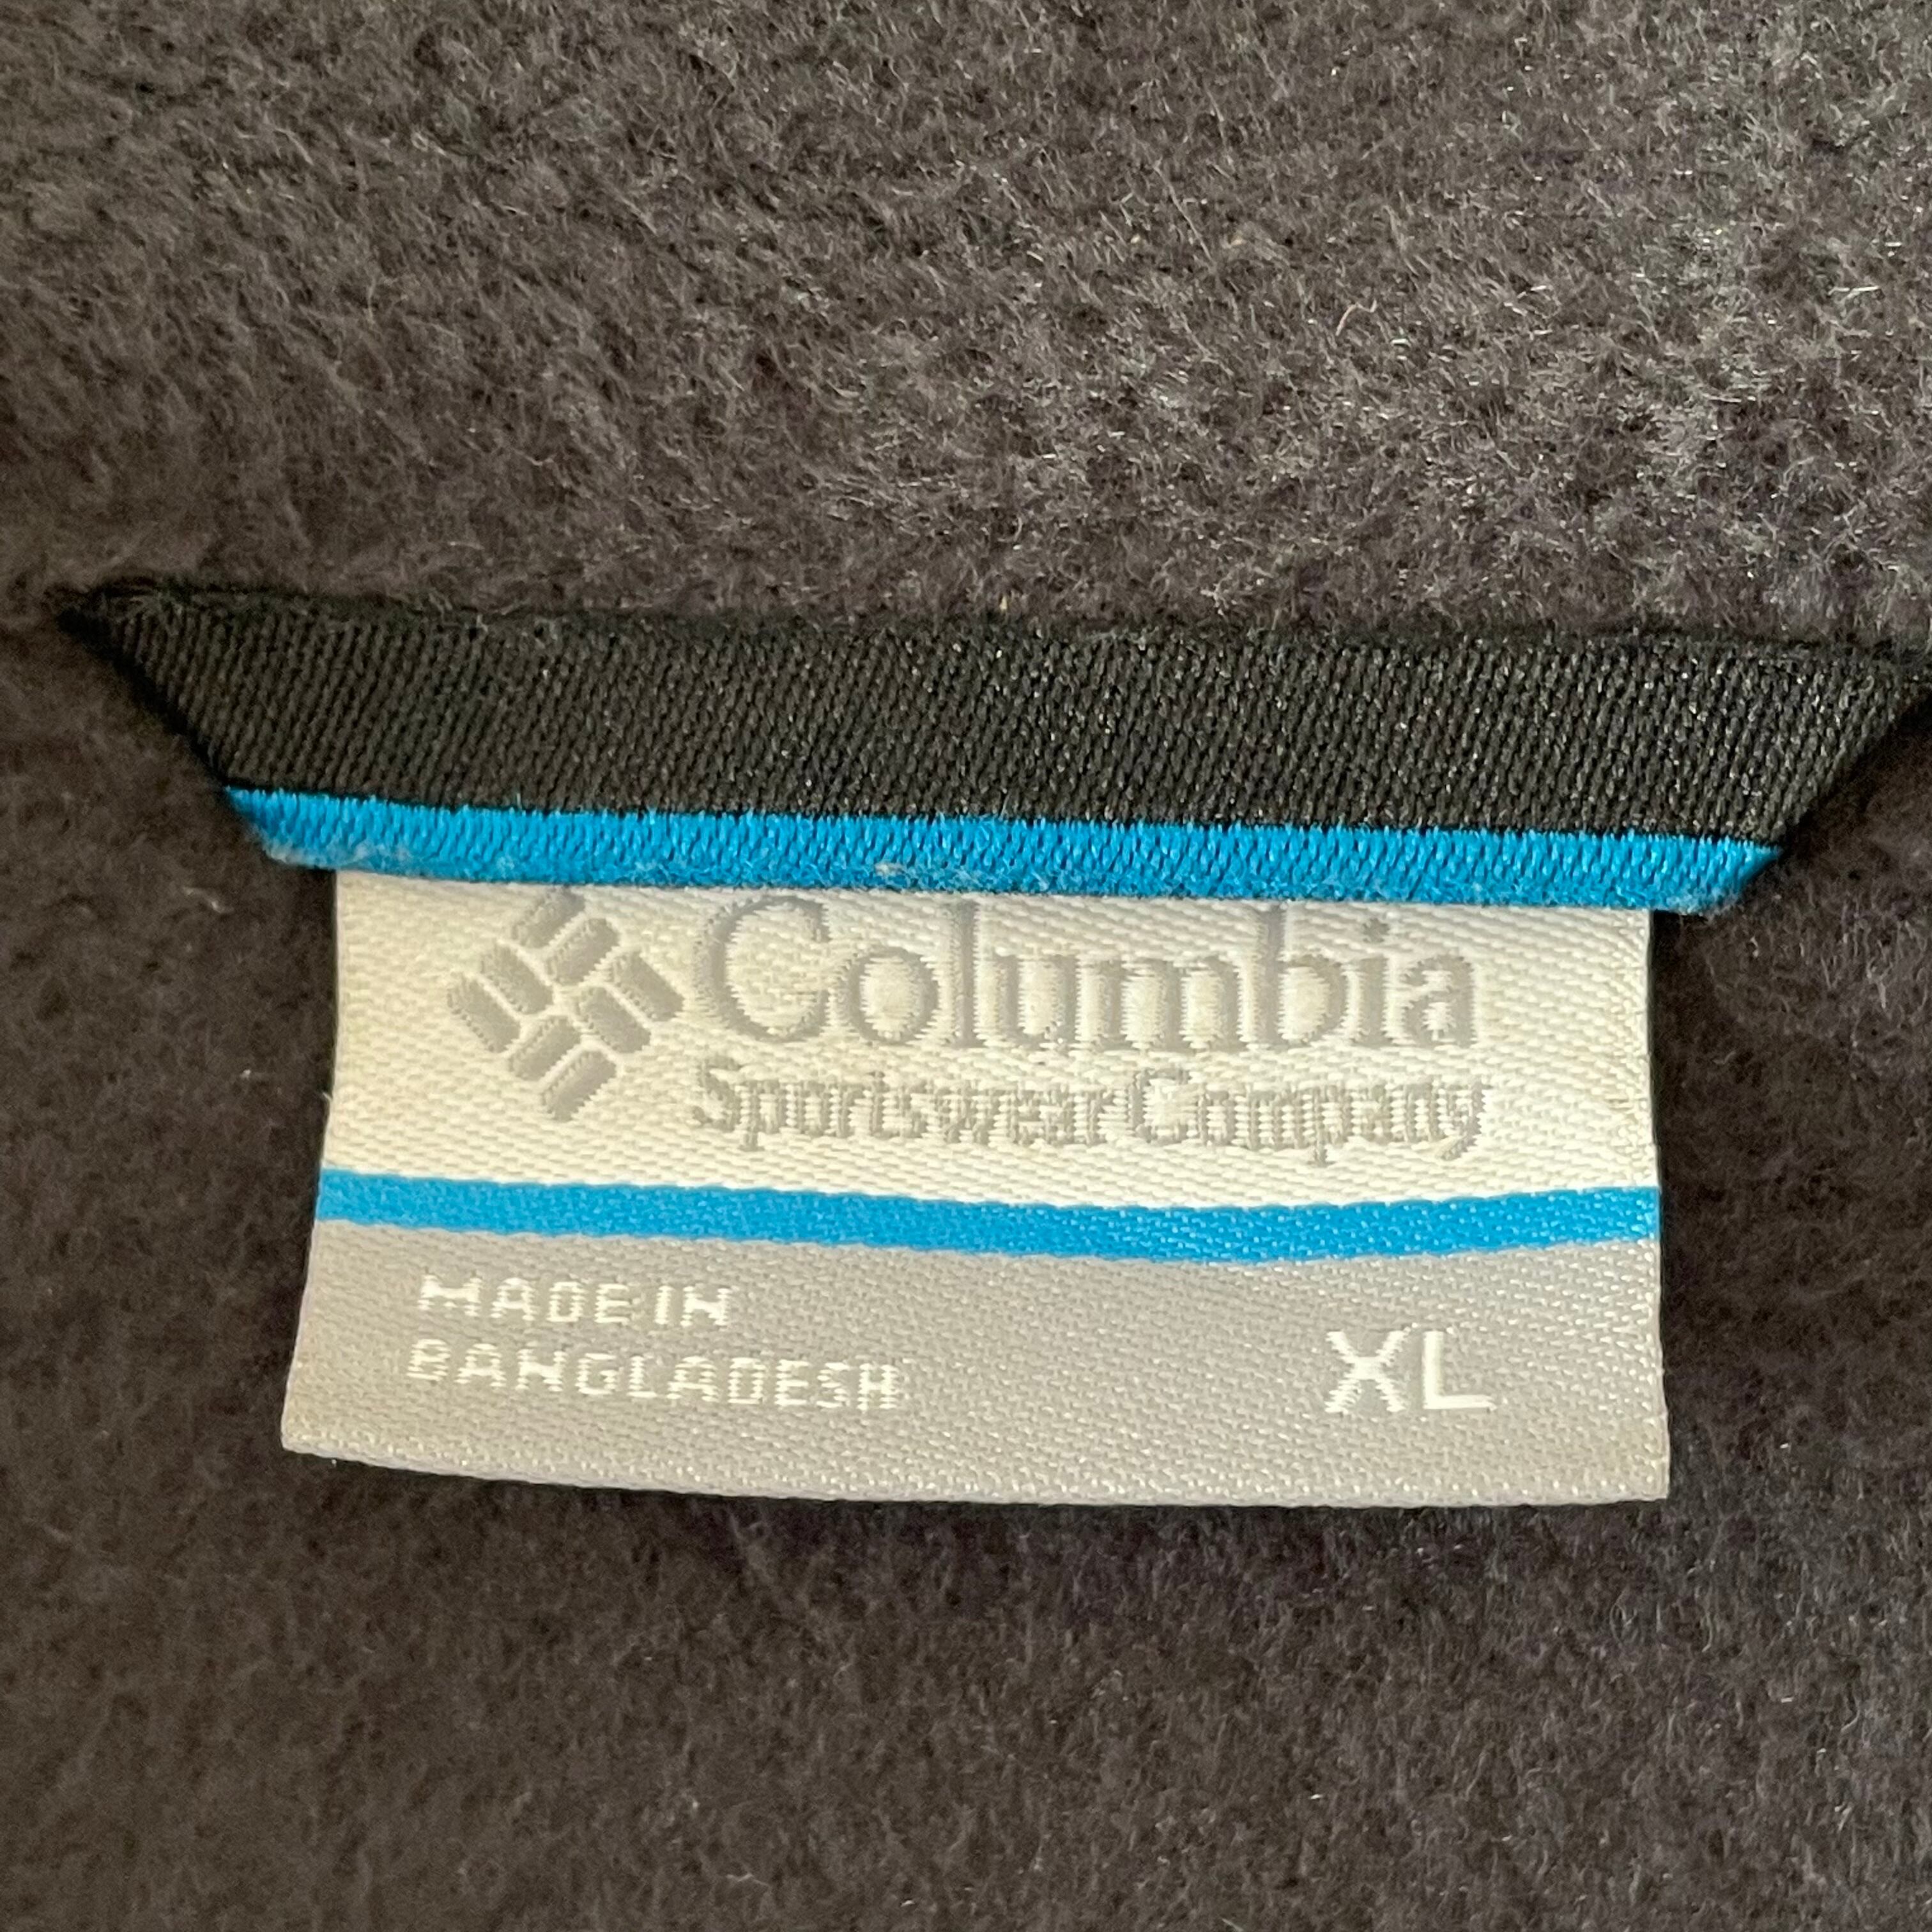 Columbia
Sportswear Company
MADE IN
BANGLADESH
XL